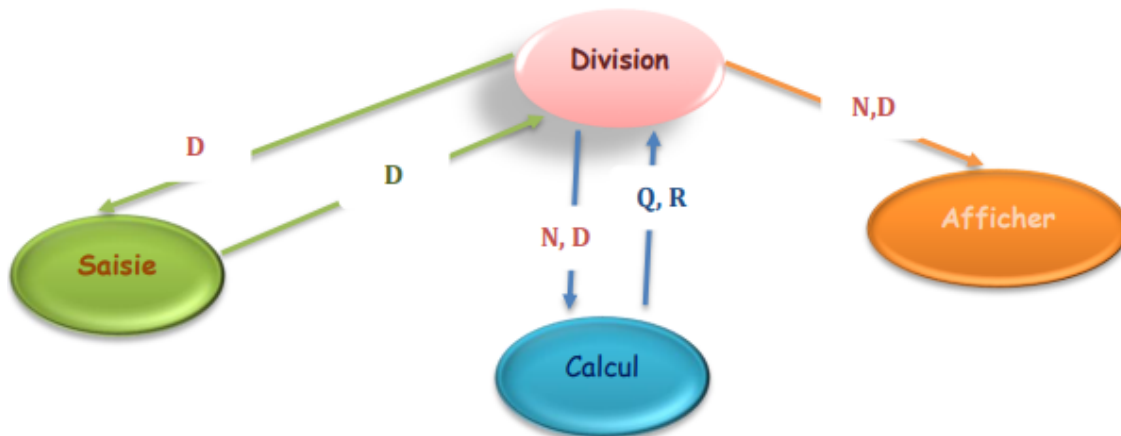 Division
N,D
D
D
Q, R
Afficher
N, D
Saisie
Calcul